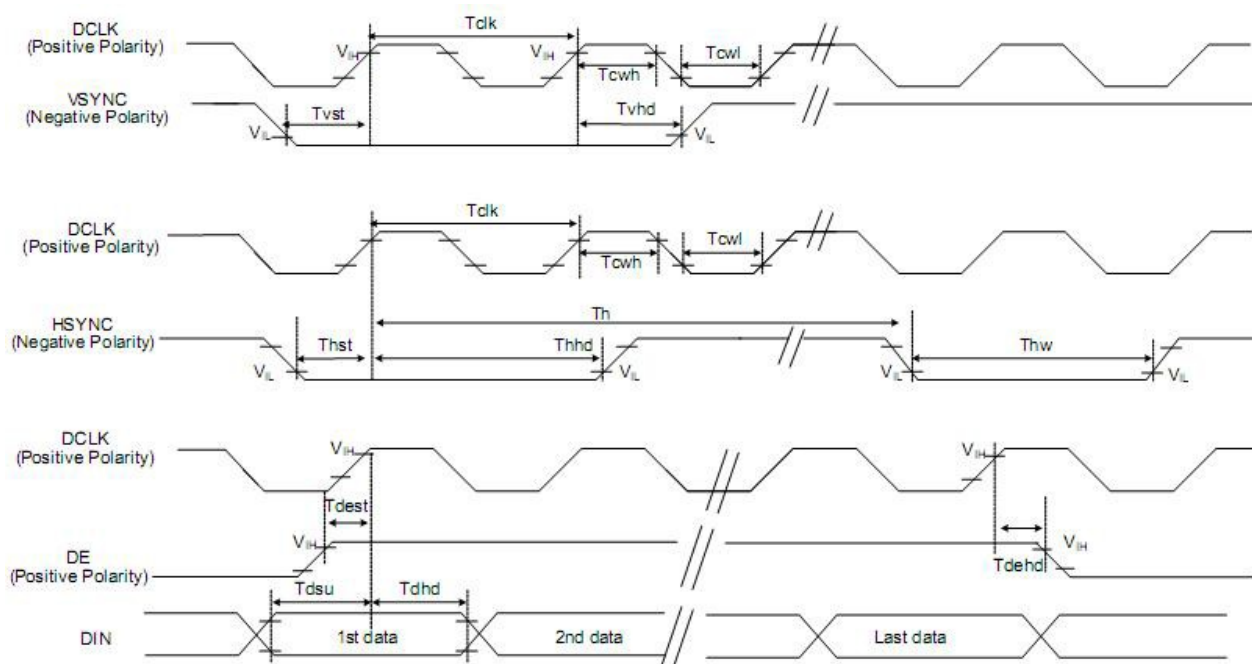 DCLK
(Positive Polarity)
Tclk
VIH
VIH
Tcwh
Tcwl
VSYNC
(Negative Polarity)
Tvst
Tvhd
VIL
VIL
DCLK
(Positive Polarity)
Tclk
Tcwh
Tcwl
HSYNC
(Negative Polarity)
Th
Thst
Thhd
Thw
VIL
VIL
VIL
DCLK
(Positive Polarity)
VIH
VIH
Tdest
DE
(Positive Polarity)
VIH
VIH
Tdehd
Tdsu
Tdhd
DIN
1st data
2nd data
Last data